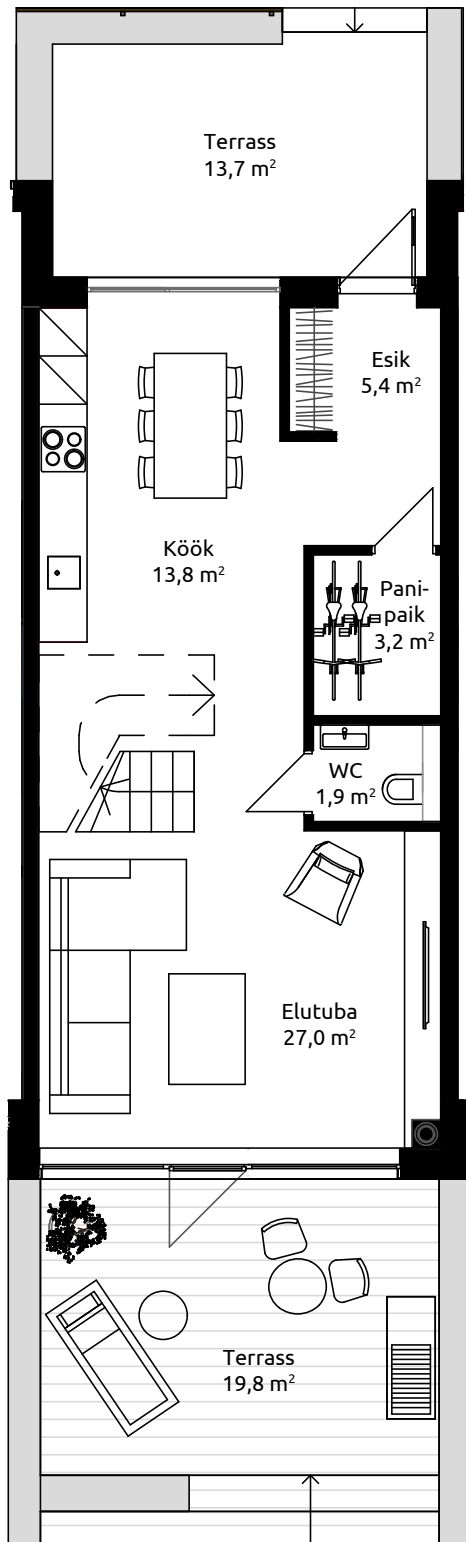 Terrass
13,7 m²
Esik
5,4 m²
Köök
13,8 m²
Pani-
paik
3,2 m²
WC
1,9 m²
Elutuba
27,0 m²
Terrass
19,8 m²